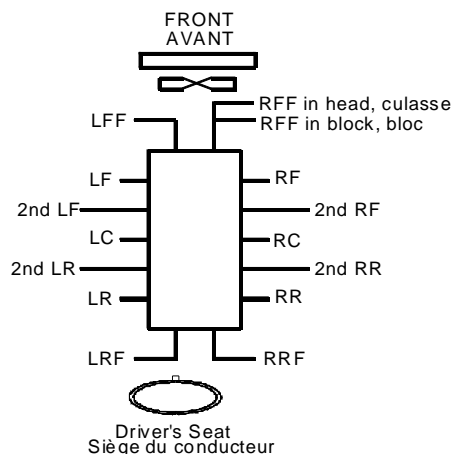 FRONT
AVANT
RFF in head, culasse
LFF
RFF in block, bloc
LF
RF
2nd LF
2nd RF
LC
RC
2nd LR
2nd RR
LR
RR
LRF
RRF
Driver's Seat
Siège du conducteur